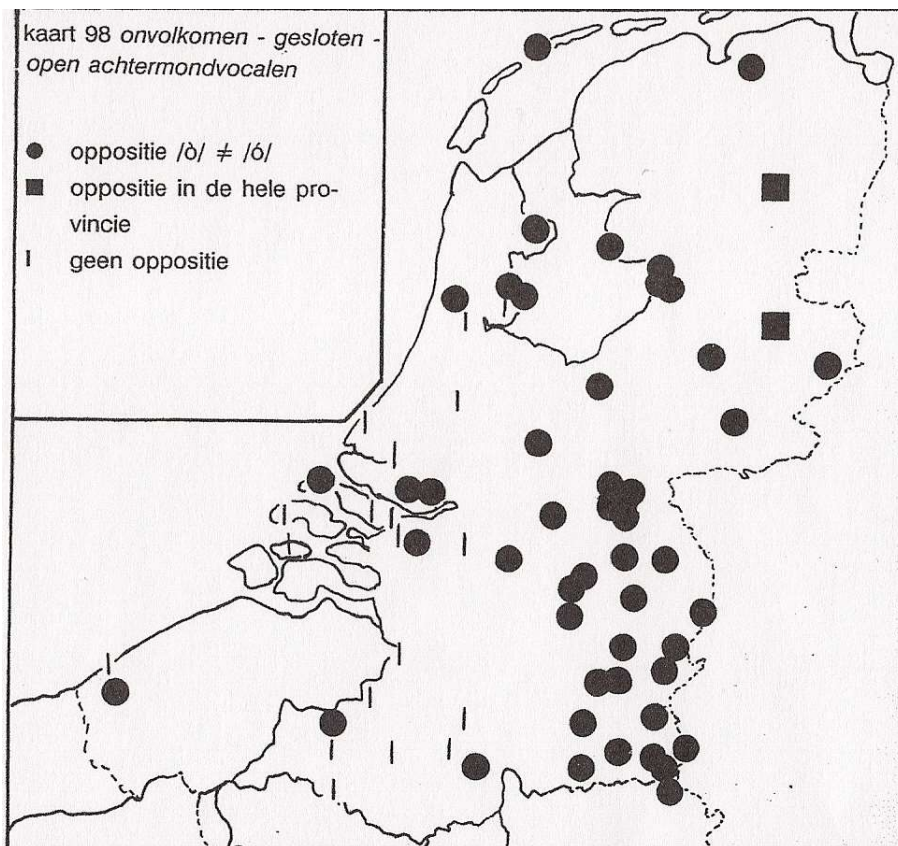 kaart 98 onvolkomen - gesloten -
open achtermondvocalen
oppositie /ò/ ≠ /ó/
oppositie in de hele pro-
vincie
geen oppositie